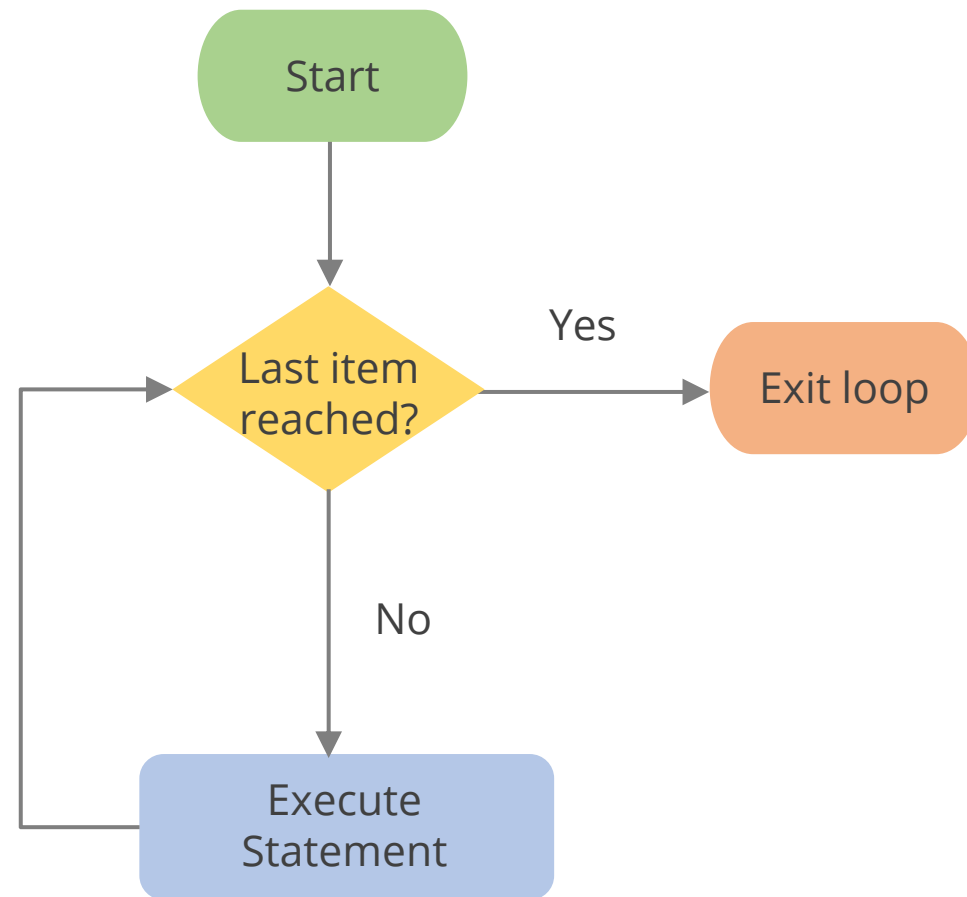 Start
Yes
Last item
reached?
Exit loop
No
Execute
Statement